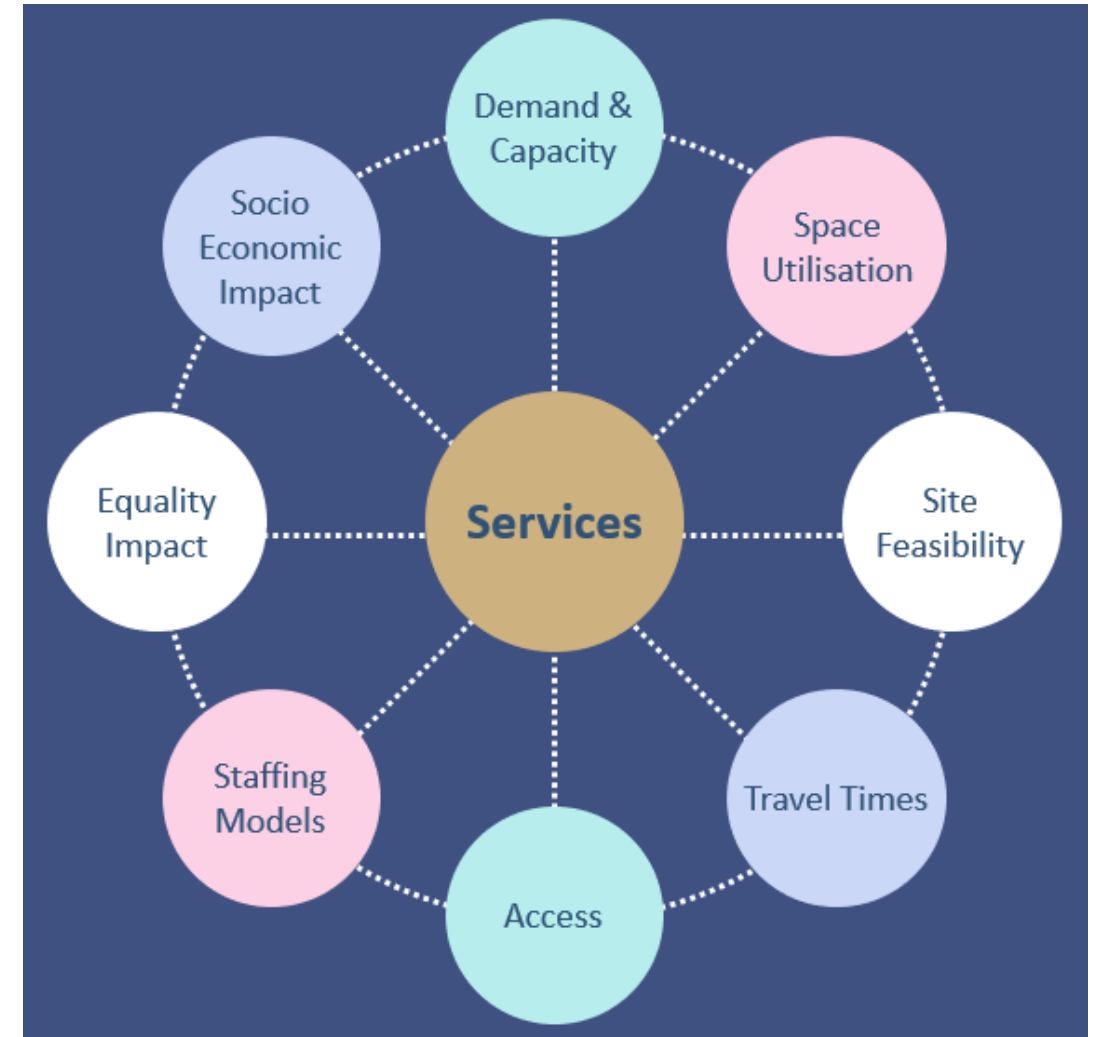 Demand &
Capacity
Space
Utilisation
Site
Feasibility
Travel Times
Access
Staffing
Models
Equality
Impact
Socio
Economic
Impact
Services